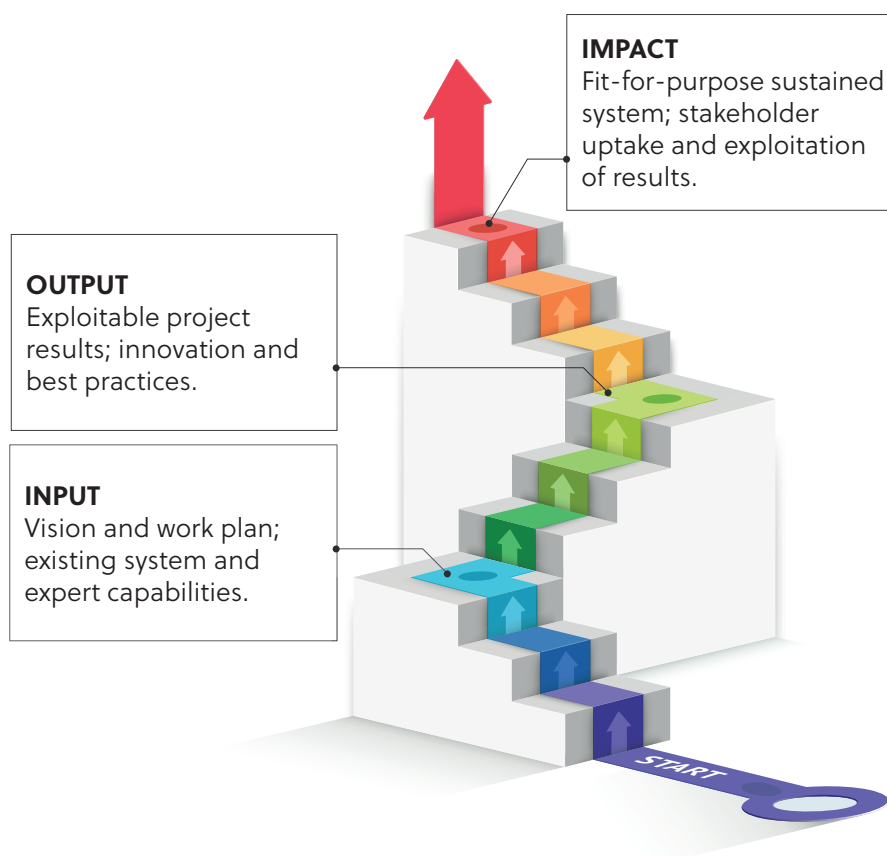 IMPACT
Fit-for-purpose sustained
system; stakeholder
uptake and exploitation
of results.
OUTPUT
Exploitable project
results; innovation and
best practices.
INPUT
Vision and work plan;
existing system and
expert capabilities.
START